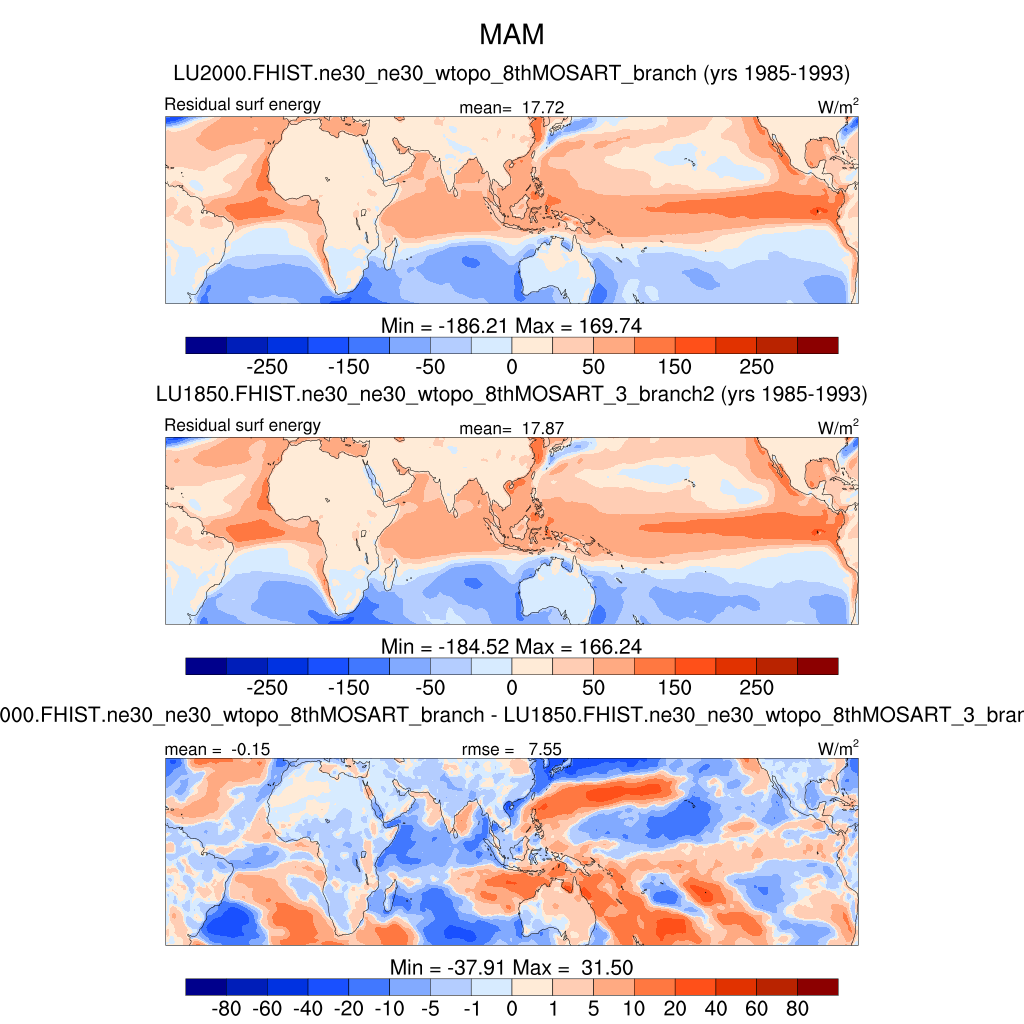 MAM
LU2000.FHIST.ne30_ne30_wtopo_8thMOSART_branch (yrs 1985-1993)
Residual surf energy mean= 17.72 W/m²
Min = -186.21 Max = 169.74
-250 -150 -50 0 50 150 250
LU1850.FHIST.ne30_ne30_wtopo_8thMOSART_3_branch2 (yrs 1985-1993)
Residual surf energy mean= 17.87 W/m²
Min = -184.52 Max = 166.24
-250 -150 -50 0 50 150 250
000.FHIST.ne30_ne30_wtopo_8thMOSART_branch - LU1850.FHIST.ne30_ne30_wtopo_8thMOSART_3_bran
mean = -0.15 rmse = 7.55 W/m²
Min = -37.91 Max = 31.50
-80 -60 -40 -20 -10 -5 -1 0 1 5 10 20 40 60 80